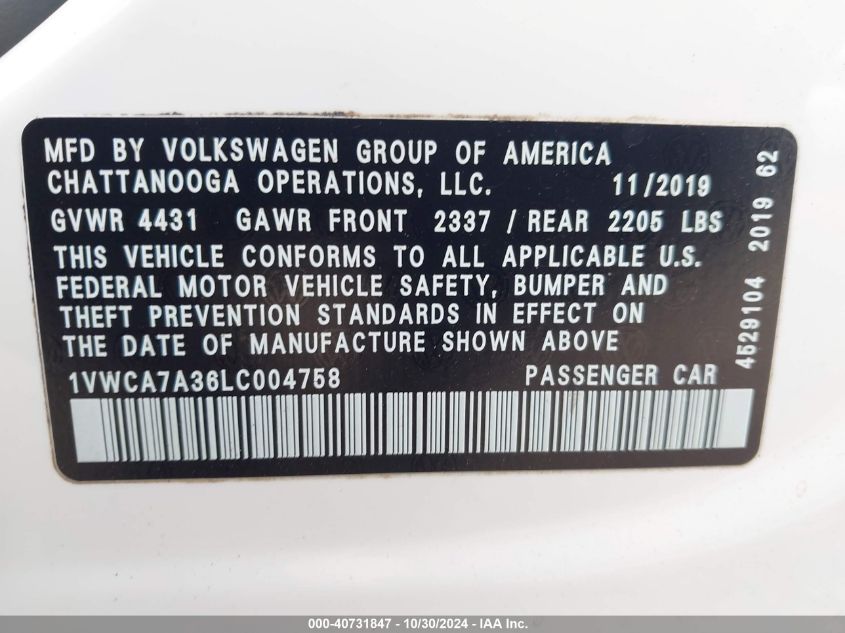 MFD BY VOLKSWAGEN GROUP OF AMERICA
CHATTANOOGA OPERATIONS, LLC. 11/2019
GVWR 4431 GAWR FRONT 2337 / REAR 2205 LBS
THIS VEHICLE CONFORMS TO ALL APPLICABLE U.S.
FEDERAL MOTOR VEHICLE SAFETY, BUMPER AND
THEFT PREVENTION STANDARDS IN EFFECT ON
THE DATE OF MANUFACTURE SHOWN ABOVE
1VWCA7A36LC004758 PASSENGER CAR
4529104 2019 62
000-40731847 - 10/30/2024 - IAA Inc.